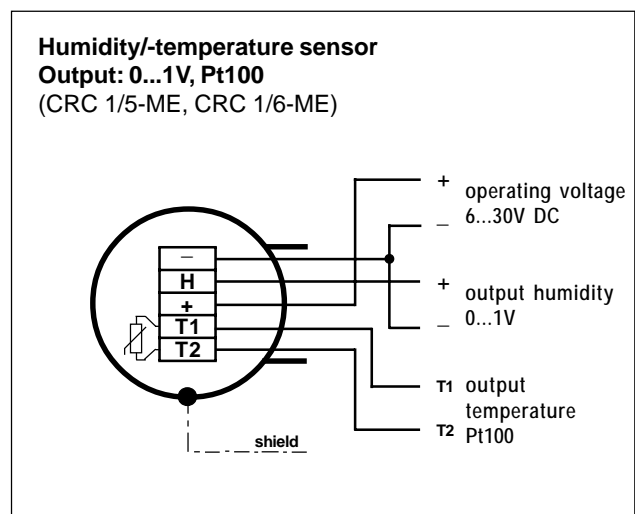 Humidity/-temperature sensor
Output: 0...1V, Pt100
(CRC 1/5-ME, CRC 1/6-ME)
+ operating voltage
− 6...30V DC
−
H
+
T1
T2
+ output humidity
− 0...1V
T1 output
temperature
T2 Pt100
shield